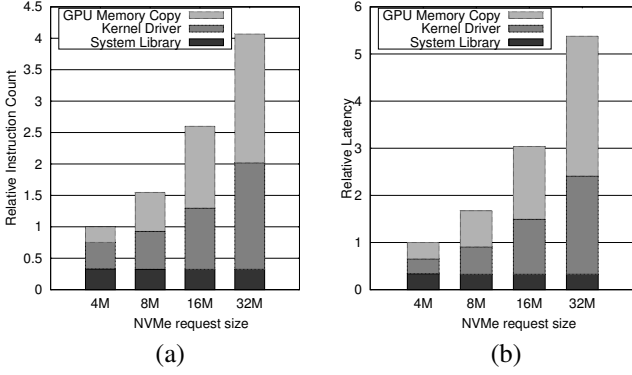 GPU Memory Copy
Kernel Driver
System Library
Relative Instruction Count
4.5
4
3.5
3
2.5
2
1.5
1
0.5
0
4M 8M 16M 32M
NVMe request size
(a)
GPU Memory Copy
Kernel Driver
System Library
Relative Latency
6
5
4
3
2
1
0
4M 8M 16M 32M
NVMe request size
(b)